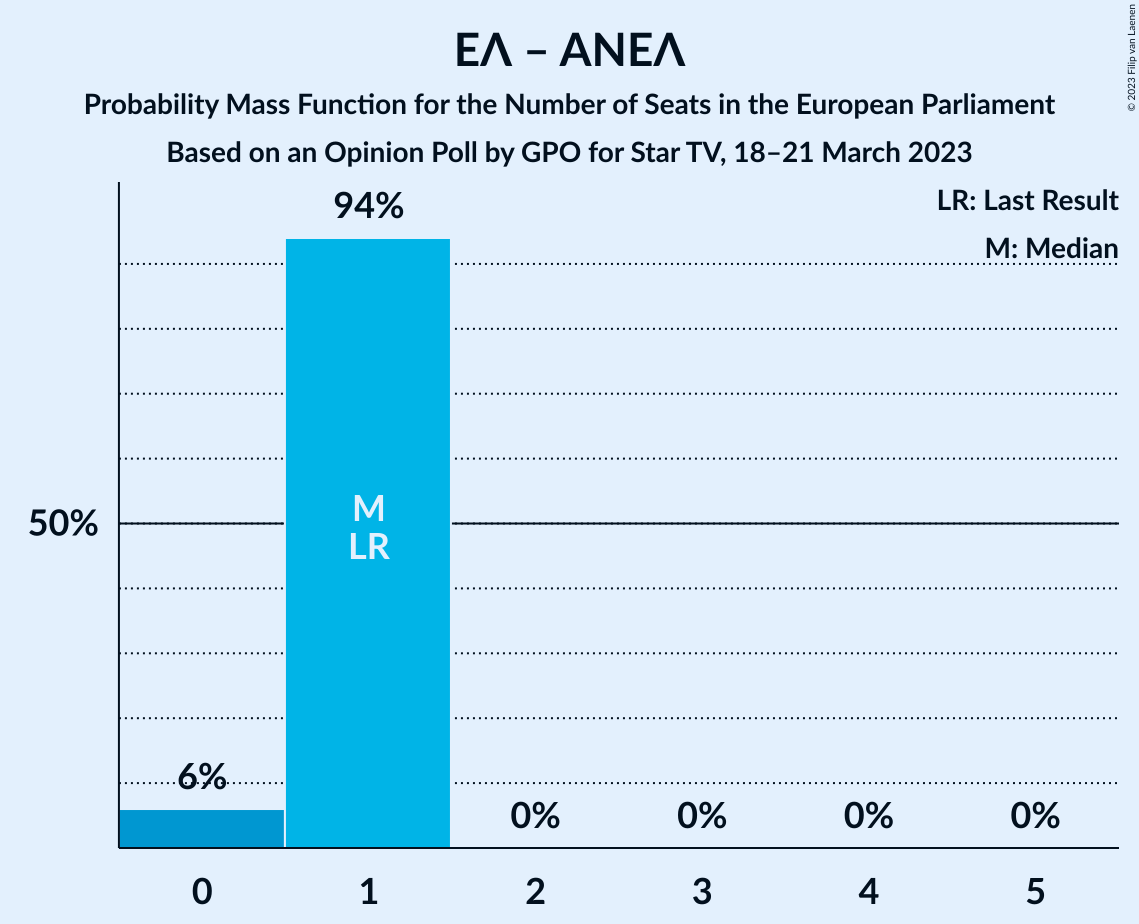 ΕΛ – ΑΝΕΛ
Probability Mass Function for the Number of Seats in the European Parliament
Based on an Opinion Poll by GPO for Star TV, 18–21 March 2023
© 2023 Filip van Laenen
LR: Last Result
M: Median
94%
50%
M
LR
6%
0%
0%
0%
0%
0
1
2
3
4
5